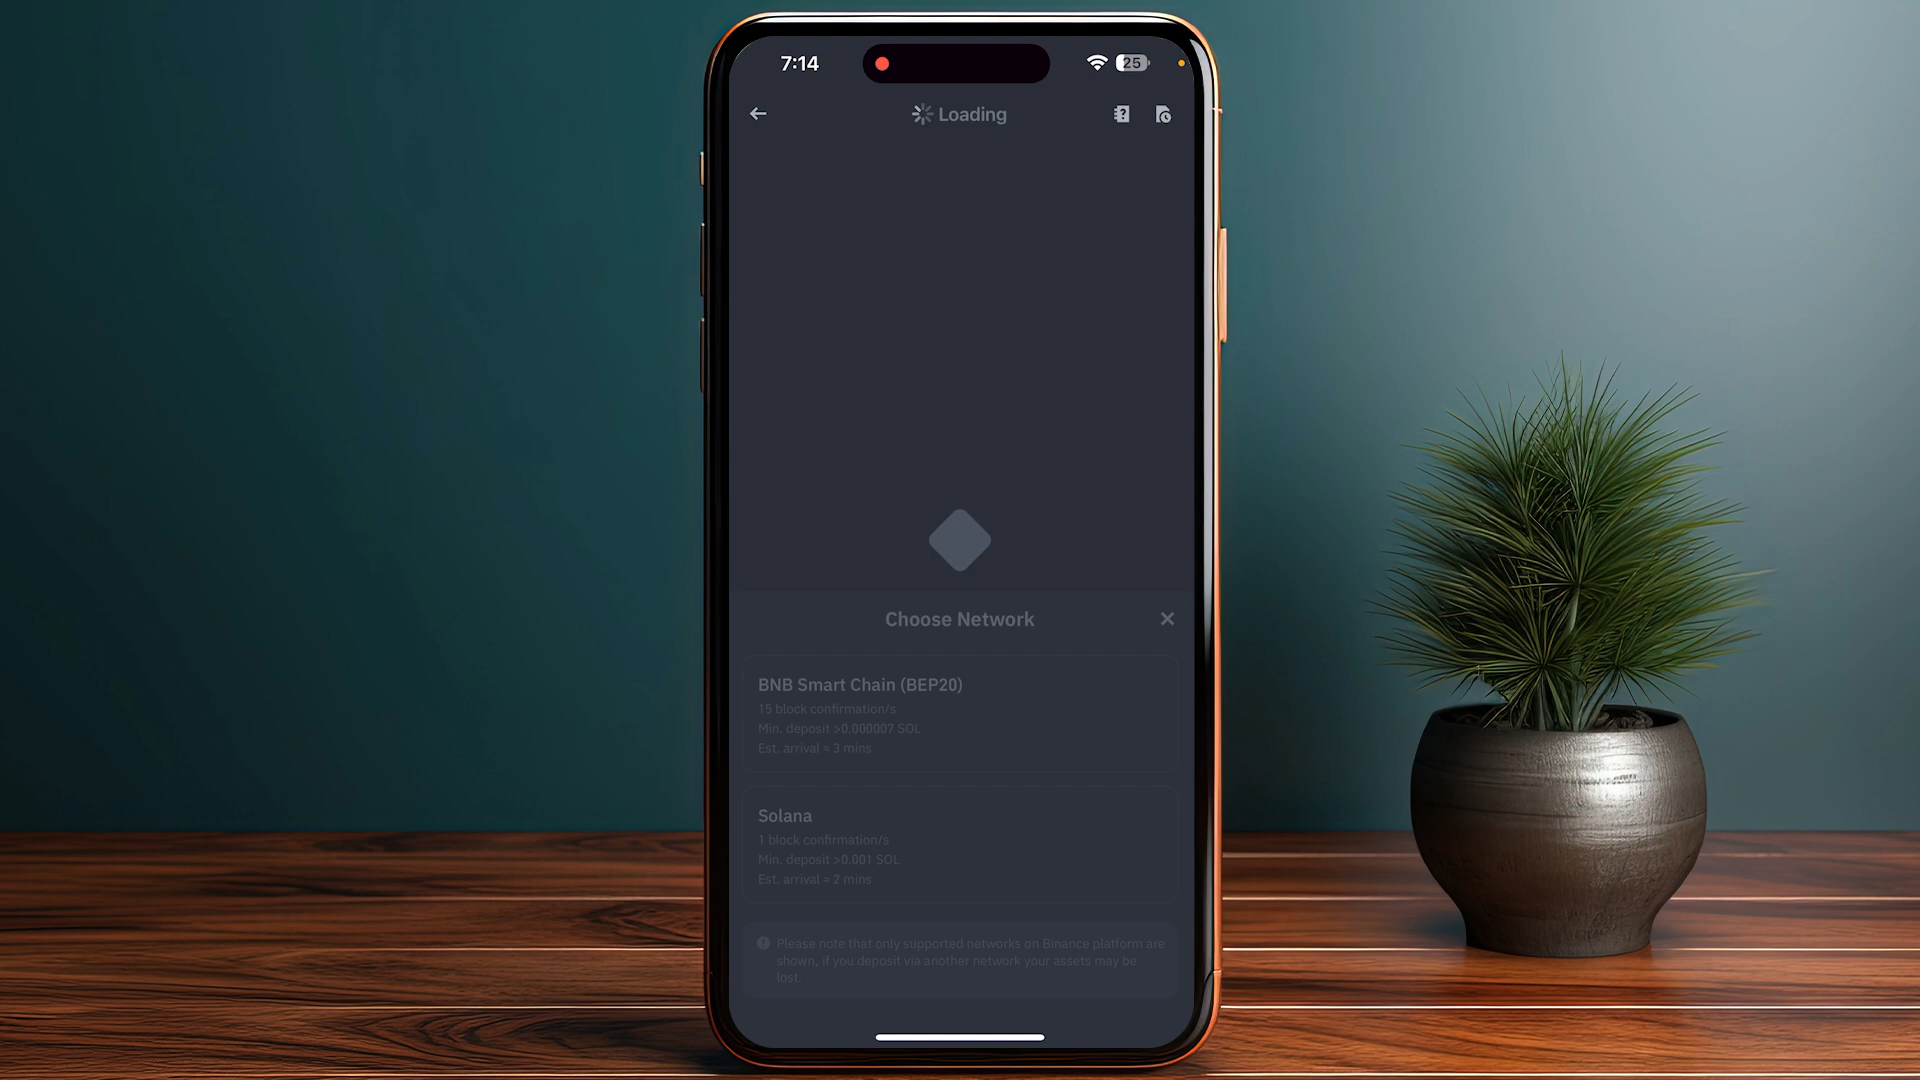 7:14
25
Loading
Choose Network
BNB Smart Chain (BEP20)
15 block confirmation/s
Min. deposit >0.000007 SOL
Est. arrival ≈ 3 mins
Solana
1 block confirmation/s
Min. deposit >0.001 SOL
Est. arrival ≈ 2 mins
Please note that only supported networks on Binance platform are
shown, if you deposit via another network your assets may be
lost.